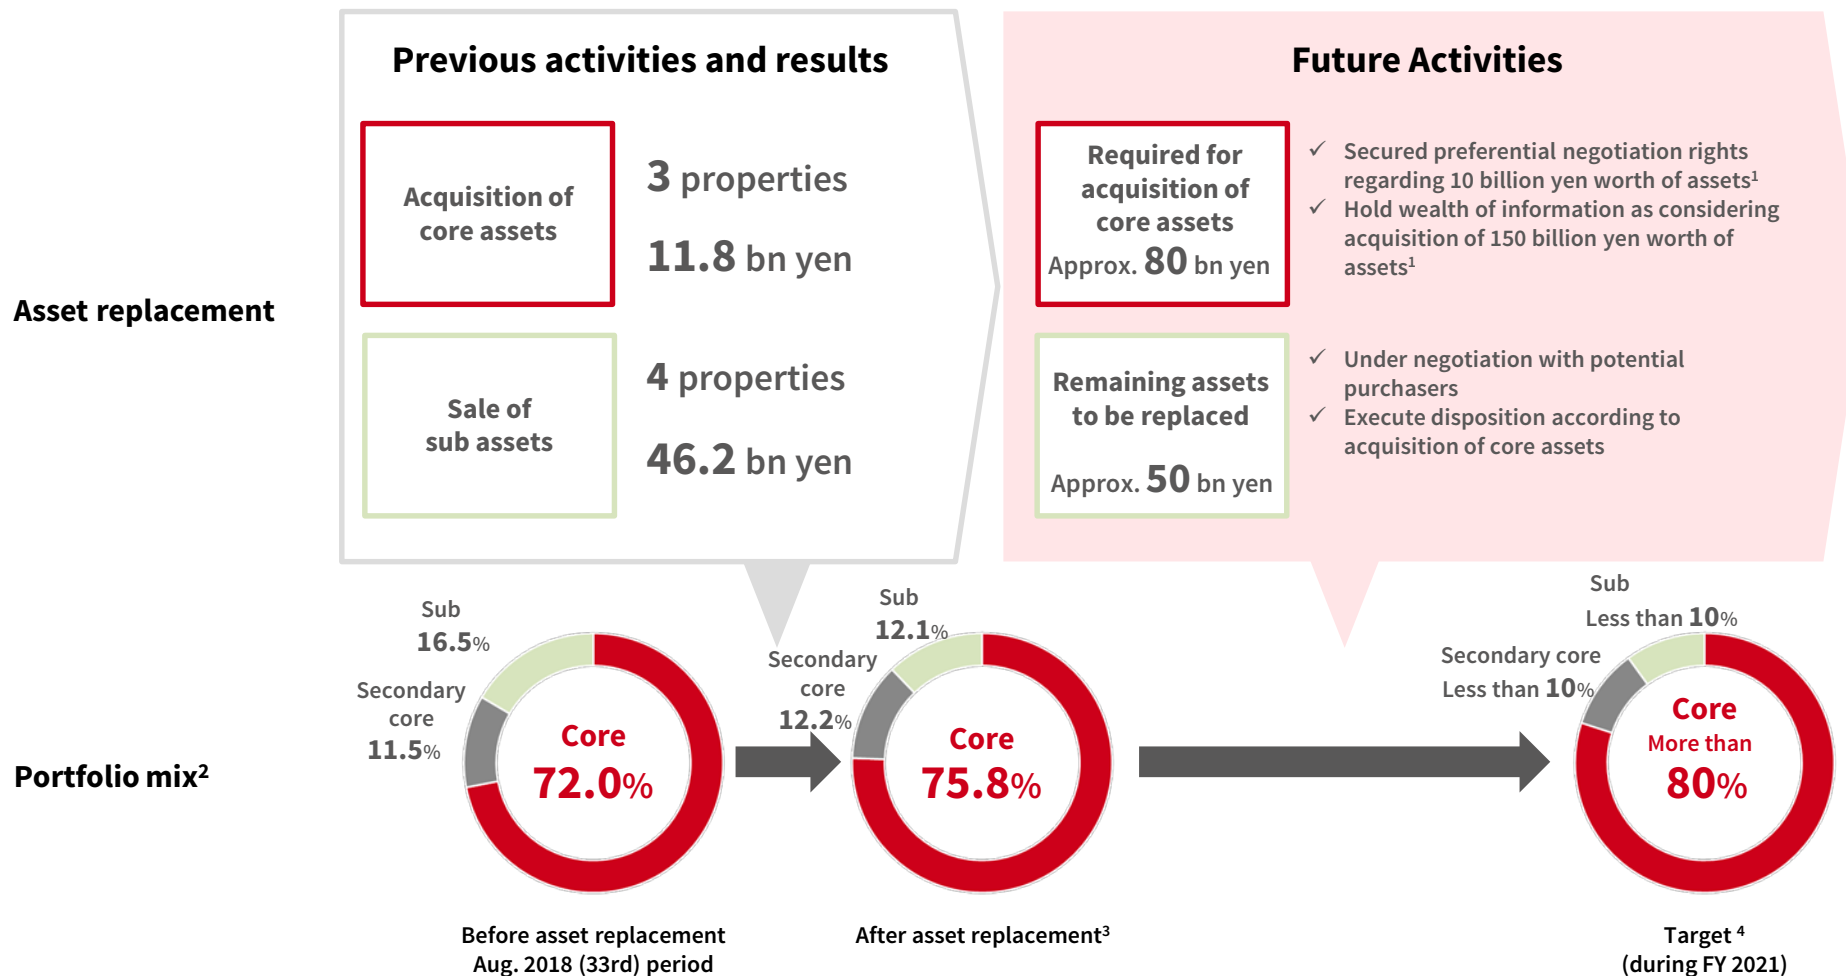 Previous activities and results
Future Activities
Asset replacement
Acquisition of
core assets
3 properties
11.8 bn yen
Sale of
sub assets
4 properties
46.2 bn yen
Required for
acquisition of
core assets
Approx. 80 bn yen
✓ Secured preferential negotiation rights
regarding 10 billion yen worth of assets¹
✓ Hold wealth of information as considering
acquisition of 150 billion yen worth of
assets¹
Remaining assets
to be replaced
Approx. 50 bn yen
✓ Under negotiation with potential
purchasers
✓ Execute disposition according to
acquisition of core assets
Portfolio mix²
Sub
16.5%
Secondary
core
11.5%
Core
72.0%
Before asset replacement
Aug. 2018 (33rd) period
Sub
12.1%
Secondary
core
12.2%
Core
75.8%
After asset replacement³
Sub
Less than 10%
Secondary core
Less than 10%
Core
More than
80%
Target ⁴
(during FY 2021)